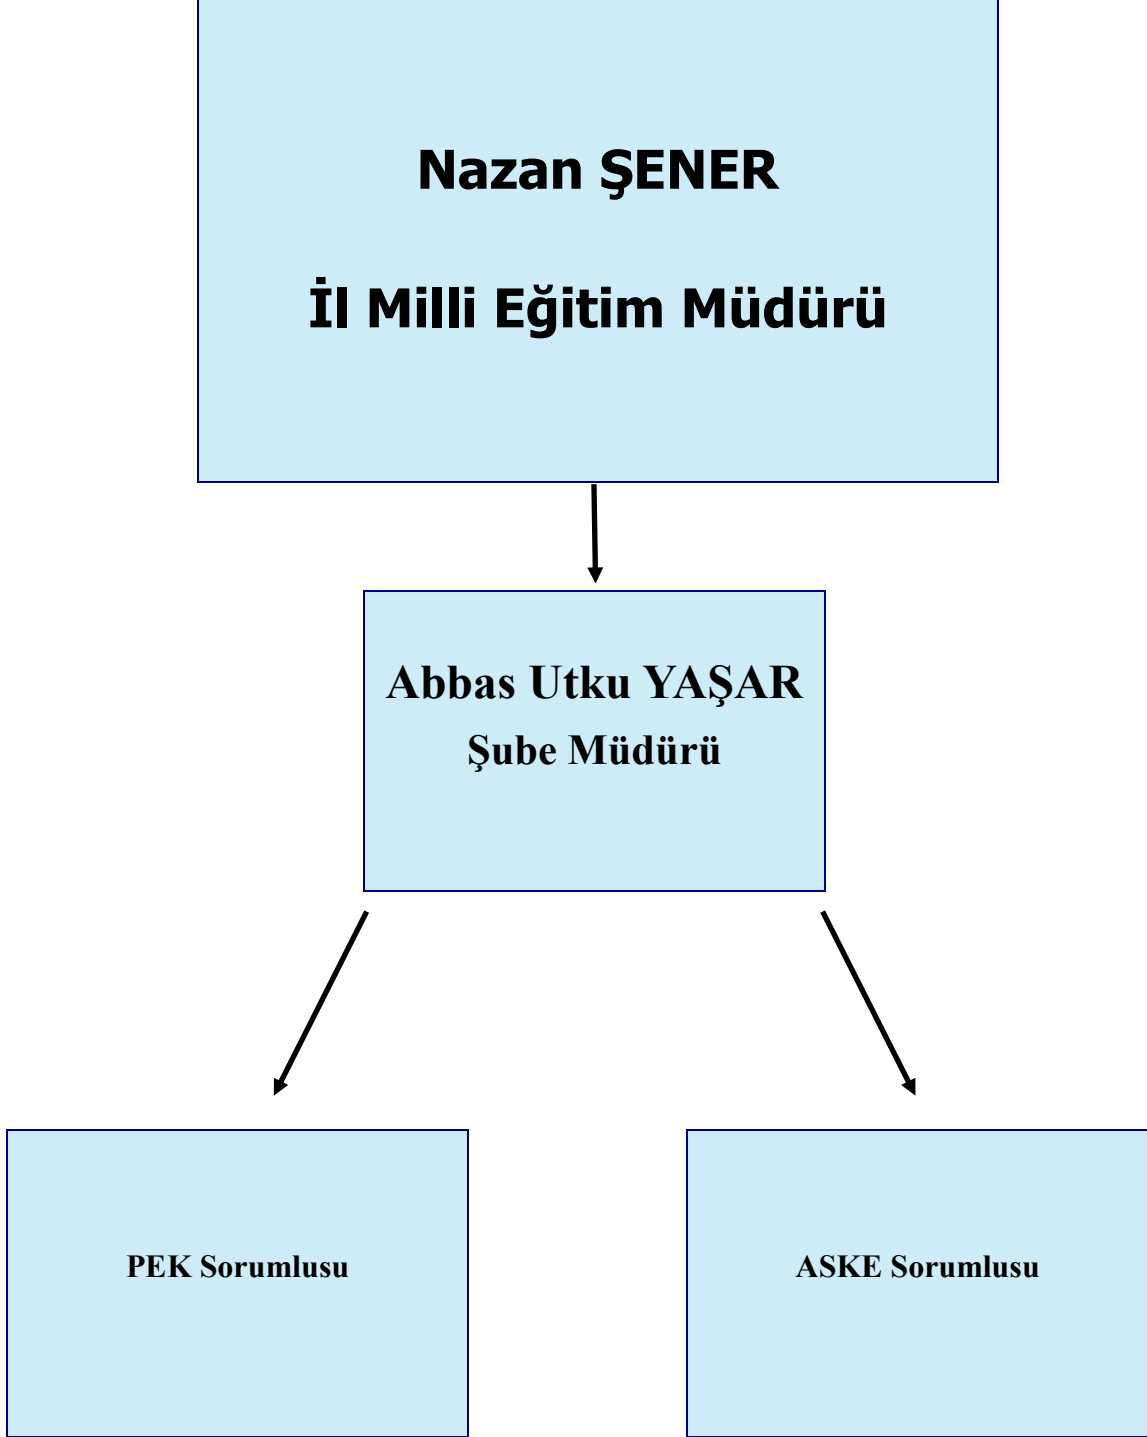 Nazan ŞENER
İl Milli Eğitim Müdürü
Abbas Utku YAŞAR
Şube Müdürü
PEK Sorumlusu
ASKE Sorumlusu